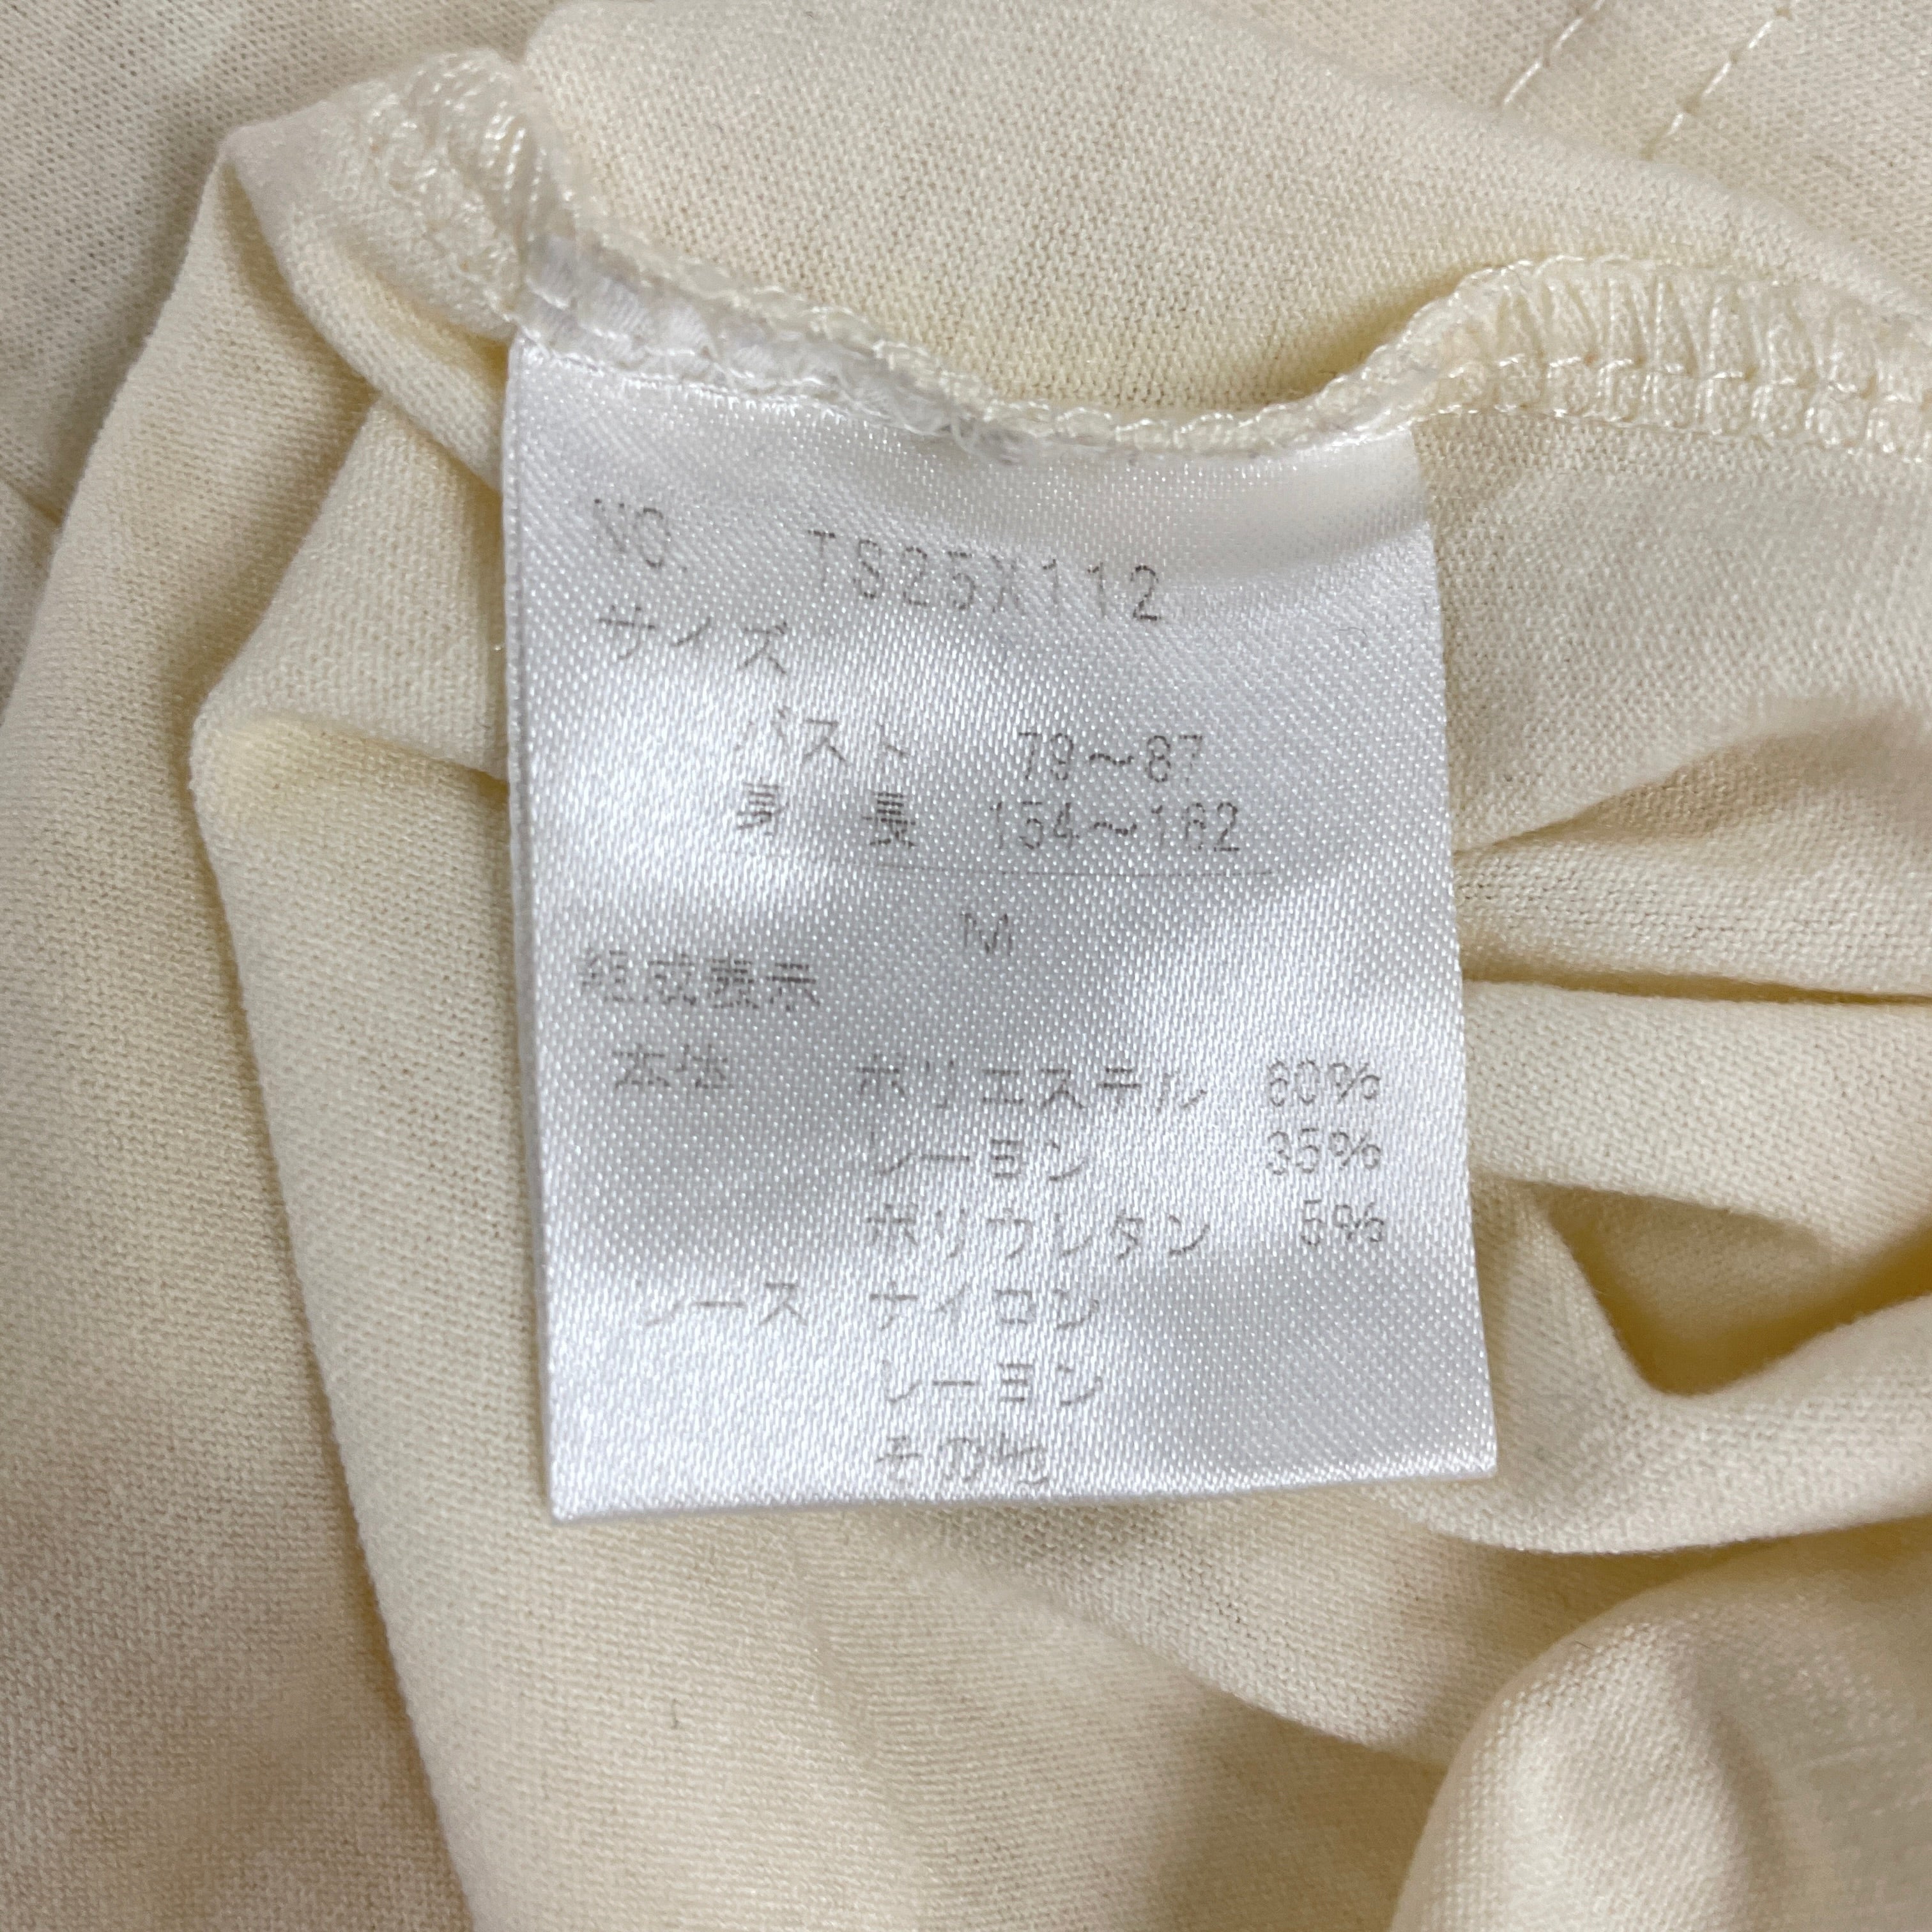 NO. TS25X112
サイズ
バスト 79～87
身長 154～162
M
組成表示
本体 ポリエステル 60%
レーヨン 35%
ポリウレタン 5%
レース ナイロン
レーヨン
その他